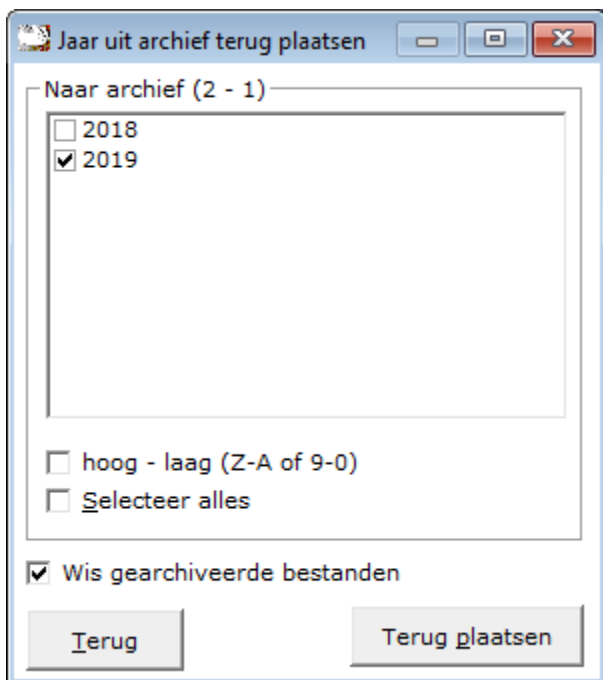 Jaar uit archief terug plaatsen
Naar archief (2 - 1)
2018
2019
hoog - laag (Z-A of 9-0)
Selecteer alles
Wis gearchiveerde bestanden
Terug
Terug plaatsen